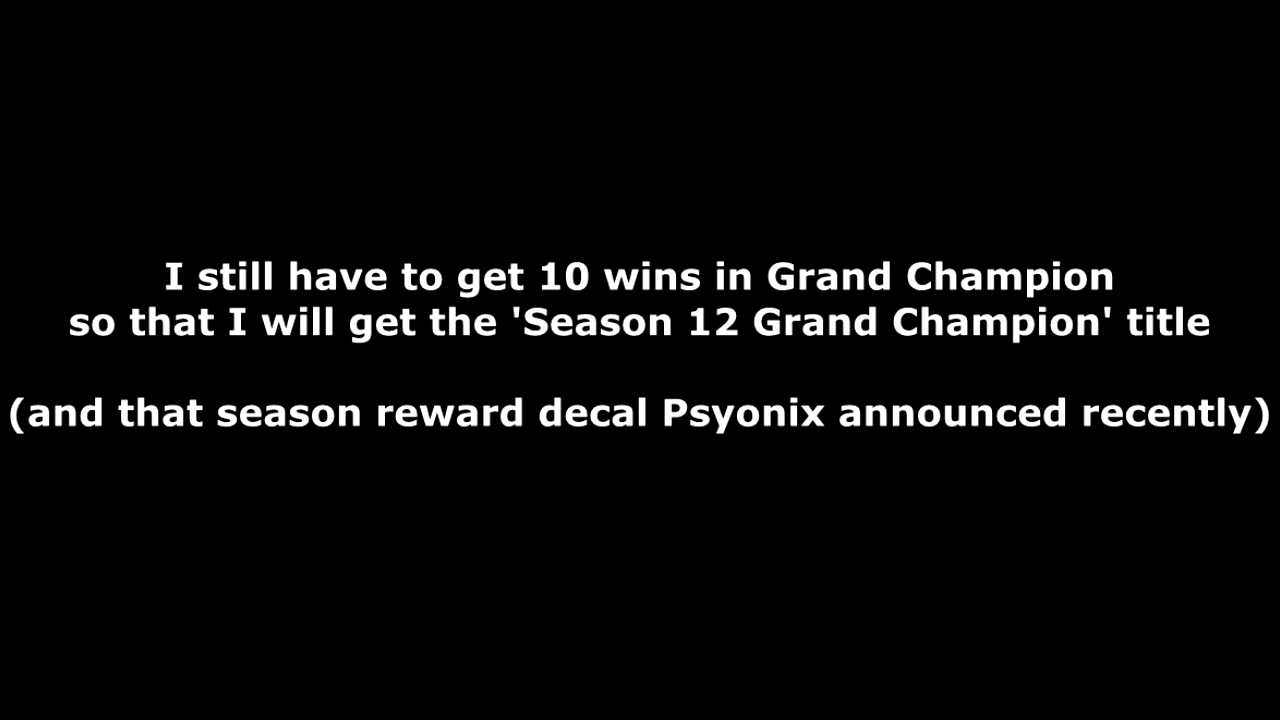 I still have to get 10 wins in Grand Champion
so that I will get the 'Season 12 Grand Champion' title
(and that season reward decal Psyonix announced recently)